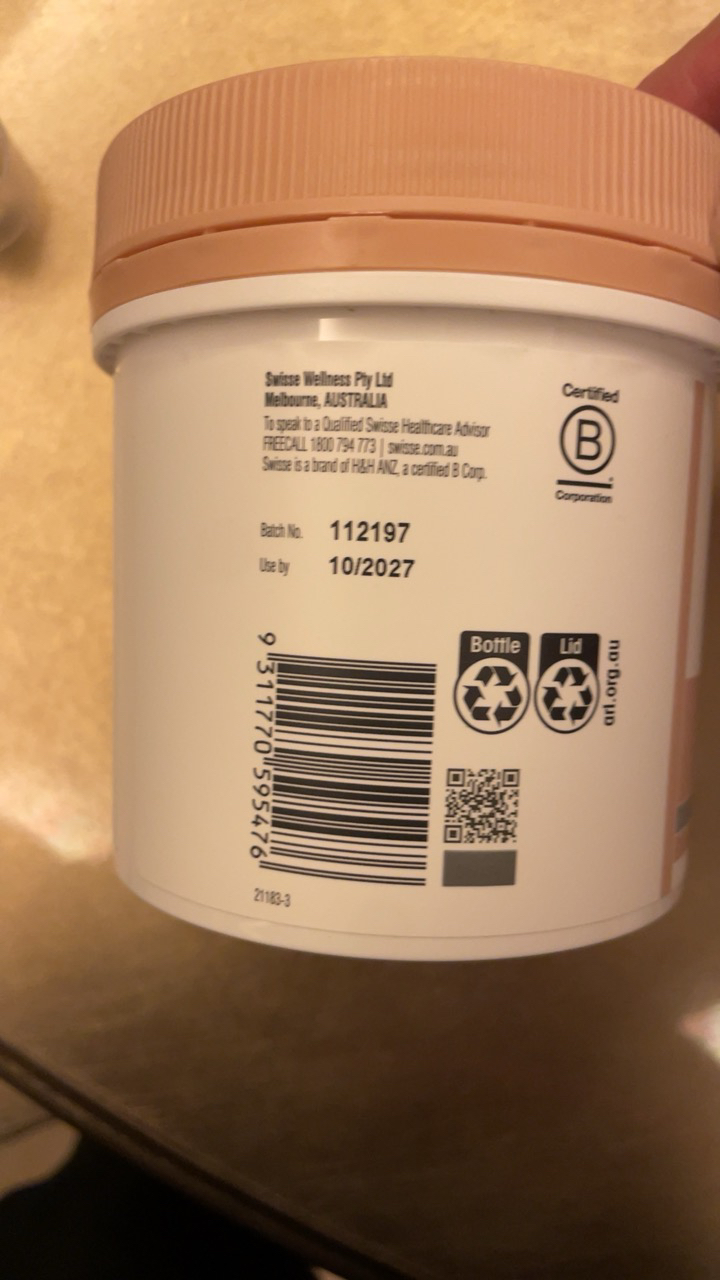 Swisse Wellness Pty Ltd
Melbourne, AUSTRALIA
To speak to a Qualified Swisse Healthcare Advisor
FREECALL 1800 794 773 | swisse.com.au
Swisse is a brand of H&H ANZ, a certified B Corp.
Certified
B
Corporation
Batch No. 112197
Use by 10/2027
Bottle
Lid
arl.org.au
9 311770 595476
21183-3